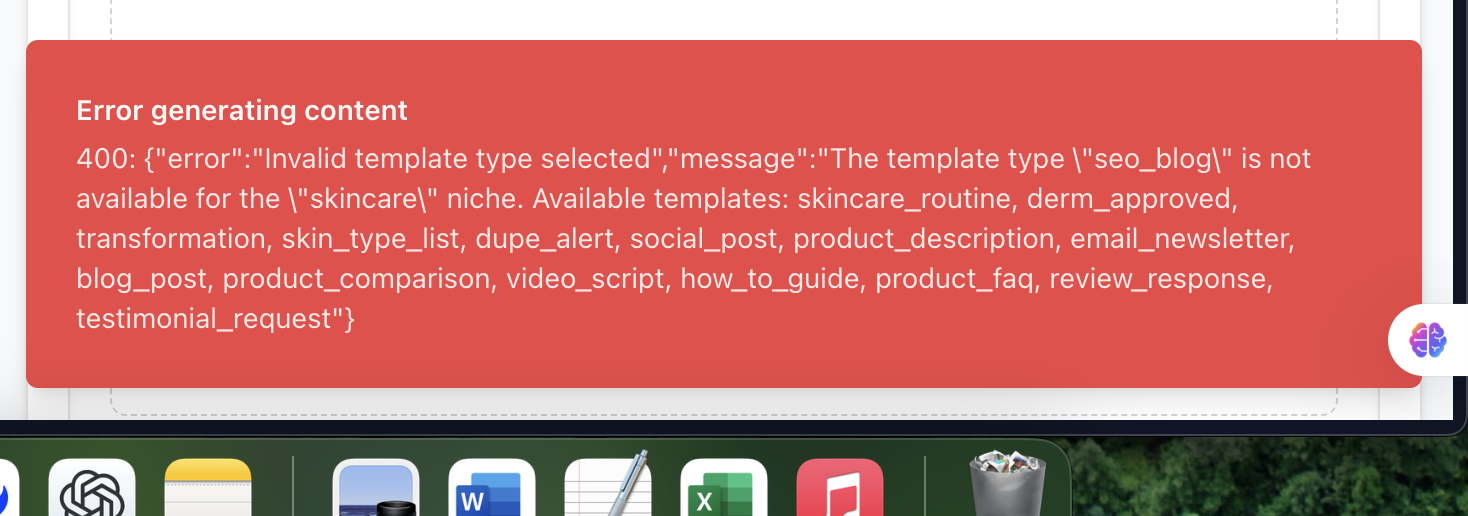 Error generating content
400: {"error":"Invalid template type selected","message":"The template type \"seo_blog\" is not
available for the \"skincare\" niche. Available templates: skincare_routine, derm_approved,
transformation, skin_type_list, dupe_alert, social_post, product_description, email_newsletter,
blog_post, product_comparison, video_script, how_to_guide, product_faq, review_response,
testimonial_request"}
W
X